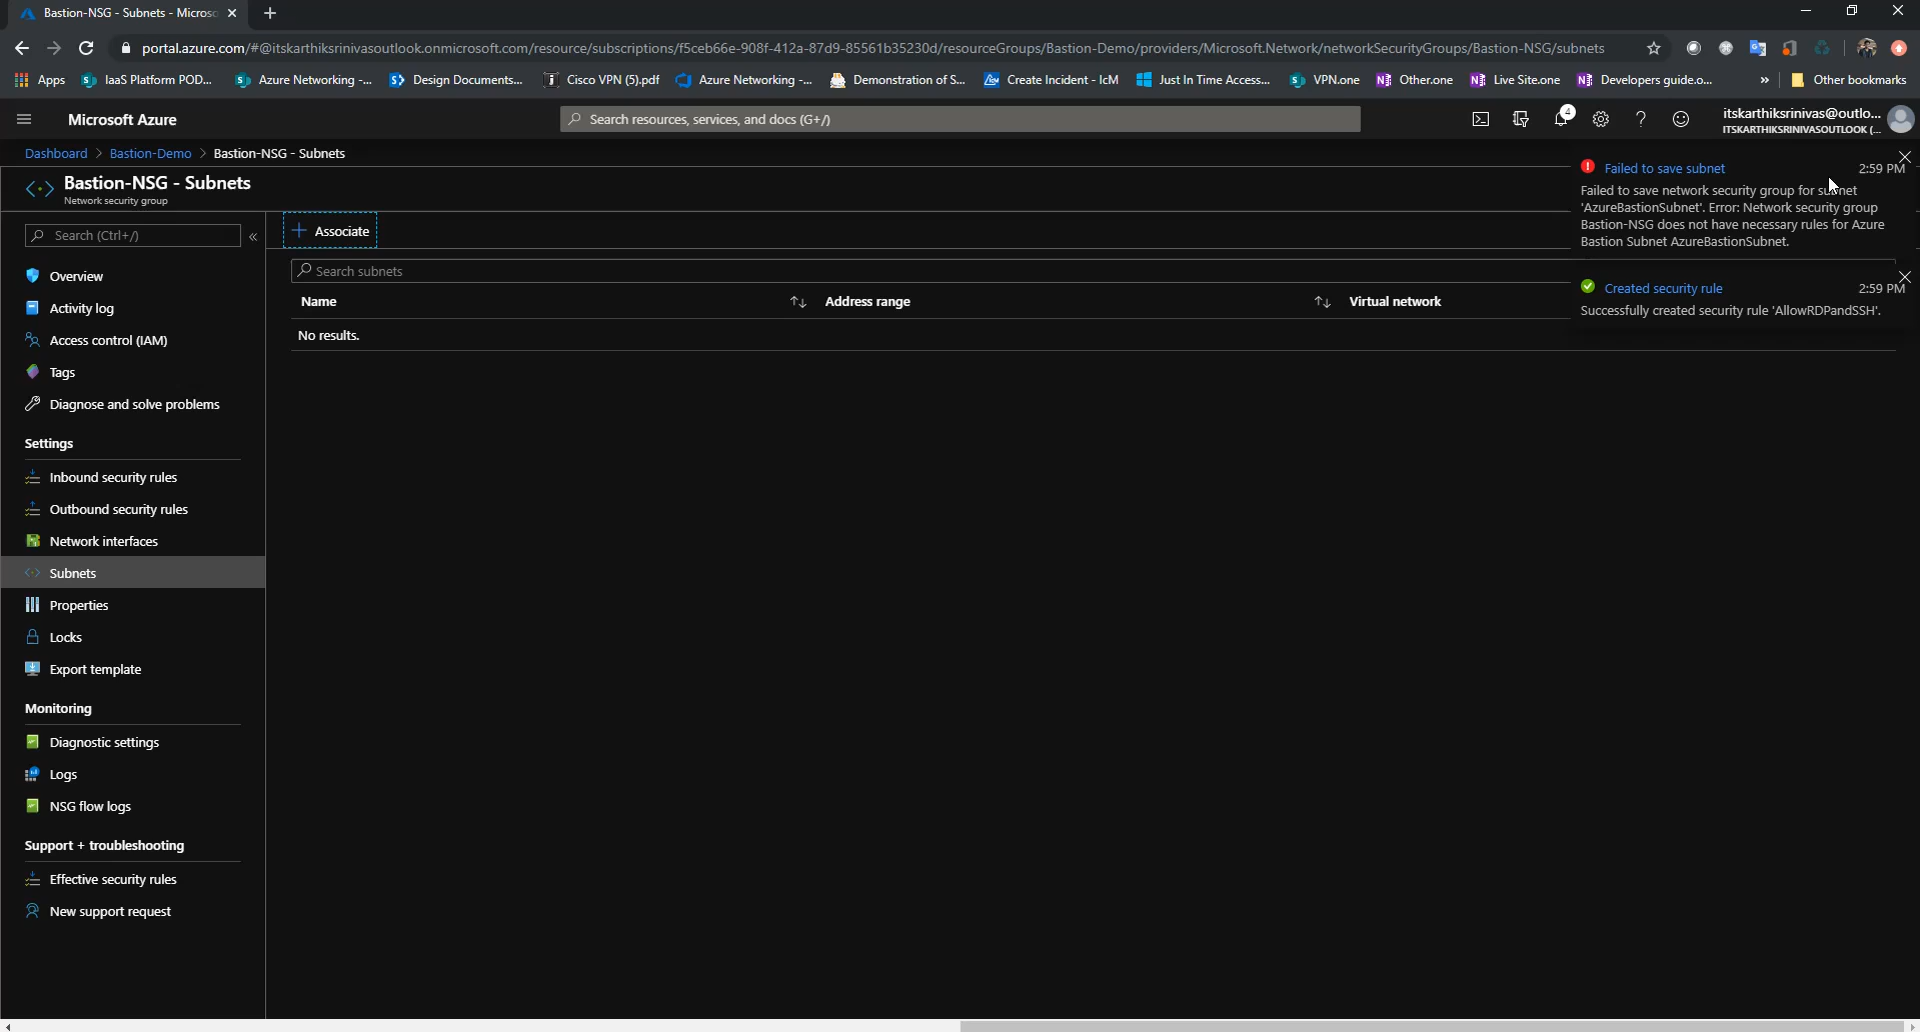 Bastion-NSG - Subnets - Micros
portal.azure.com/#@itskarthiksrinivasoutlook.onmicrosoft.com/resource/subscriptions/f5ceb66e-908f-412a-87d9-85561b35230d/resourceGroups/Bastion-Demo/providers/Microsoft.Network/networkSecurityGroups/Bastion-NSG/subnets
Apps IaaS Platform POD... Azure Networking -... Design Documents... Cisco VPN (5).pdf Azure Networking -... Demonstration of S... Create Incident - IcM Just In Time Access... VPN.one Other.one Live Site.one Developers guide.o... » Other bookmarks
Microsoft Azure
Search resources, services, and docs (G+/)
4
itskarthiksrinivas@outlo...
ITSKARTHIKSRINIVASOUTLOOK (...
Dashboard > Bastion-Demo > Bastion-NSG - Subnets
Bastion-NSG - Subnets
Network security group
Search (Ctrl+/) «
Overview
Activity log
Access control (IAM)
Tags
Diagnose and solve problems
Settings
Inbound security rules
Outbound security rules
Network interfaces
Subnets
Properties
Locks
Export template
Monitoring
Diagnostic settings
Logs
NSG flow logs
Support + troubleshooting
Effective security rules
New support request
Associate
Search subnets
Name Address range Virtual network
No results.
Failed to save subnet 2:59 PM
Failed to save network security group for subnet
'AzureBastionSubnet'. Error: Network security group
Bastion-NSG does not have necessary rules for Azure
Bastion Subnet AzureBastionSubnet.
Created security rule 2:59 PM
Successfully created security rule 'AllowRDPandSSH'.